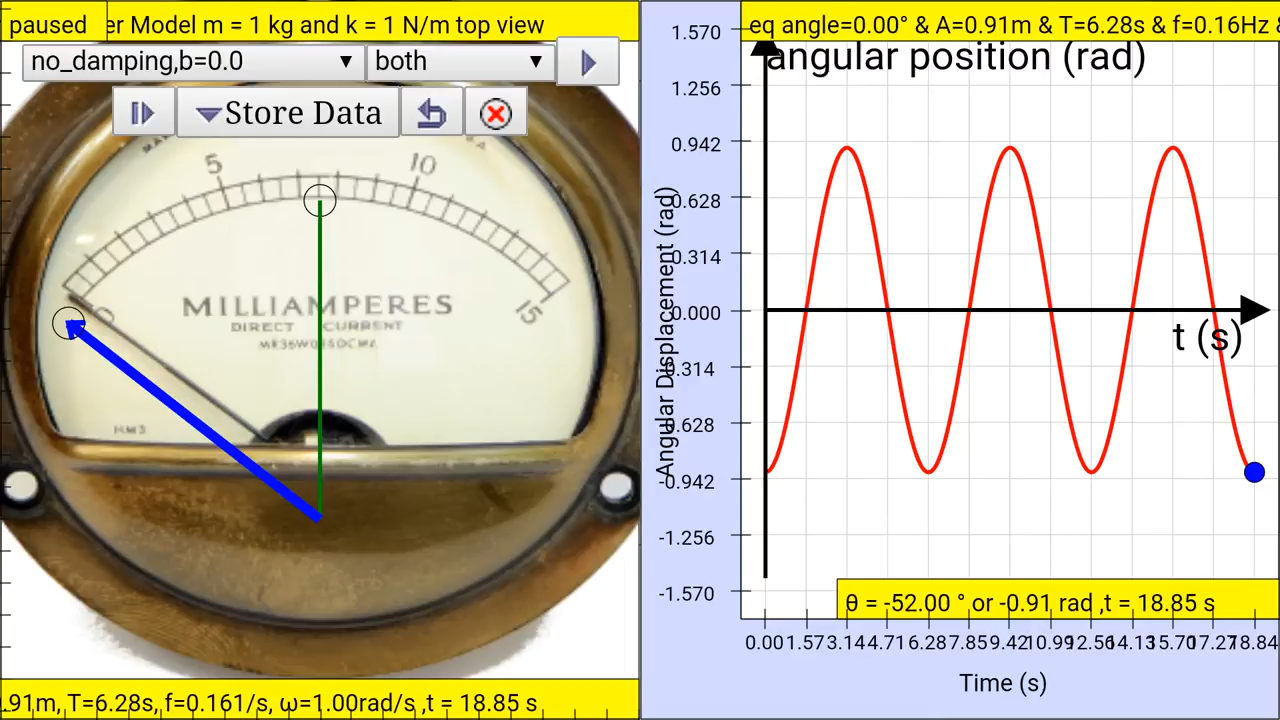 paused
er Model m = 1 kg and k = 1 N/m top view
no_damping,b=0.0
both
Store Data
5
10
15
MILLIAMPERES
DIRECT CURRENT
.91m, T=6.28s, f=0.161/s, ω=1.00rad/s ,t = 18.85 s
eq angle=0.00° & A=0.91m & T=6.28s & f=0.16Hz &
angular position (rad)
1.570
1.256
0.942
0.628
0.314
0.000
-0.314
-0.628
-0.942
-1.256
-1.570
Angular Displacement (rad)
t (s)
θ = -52.00 ° or -0.91 rad ,t = 18.85 s
0.00 1.57 3.14 4.71 6.28 7.85 9.42 10.99 12.56 14.13 15.70 17.27 18.84
Time (s)